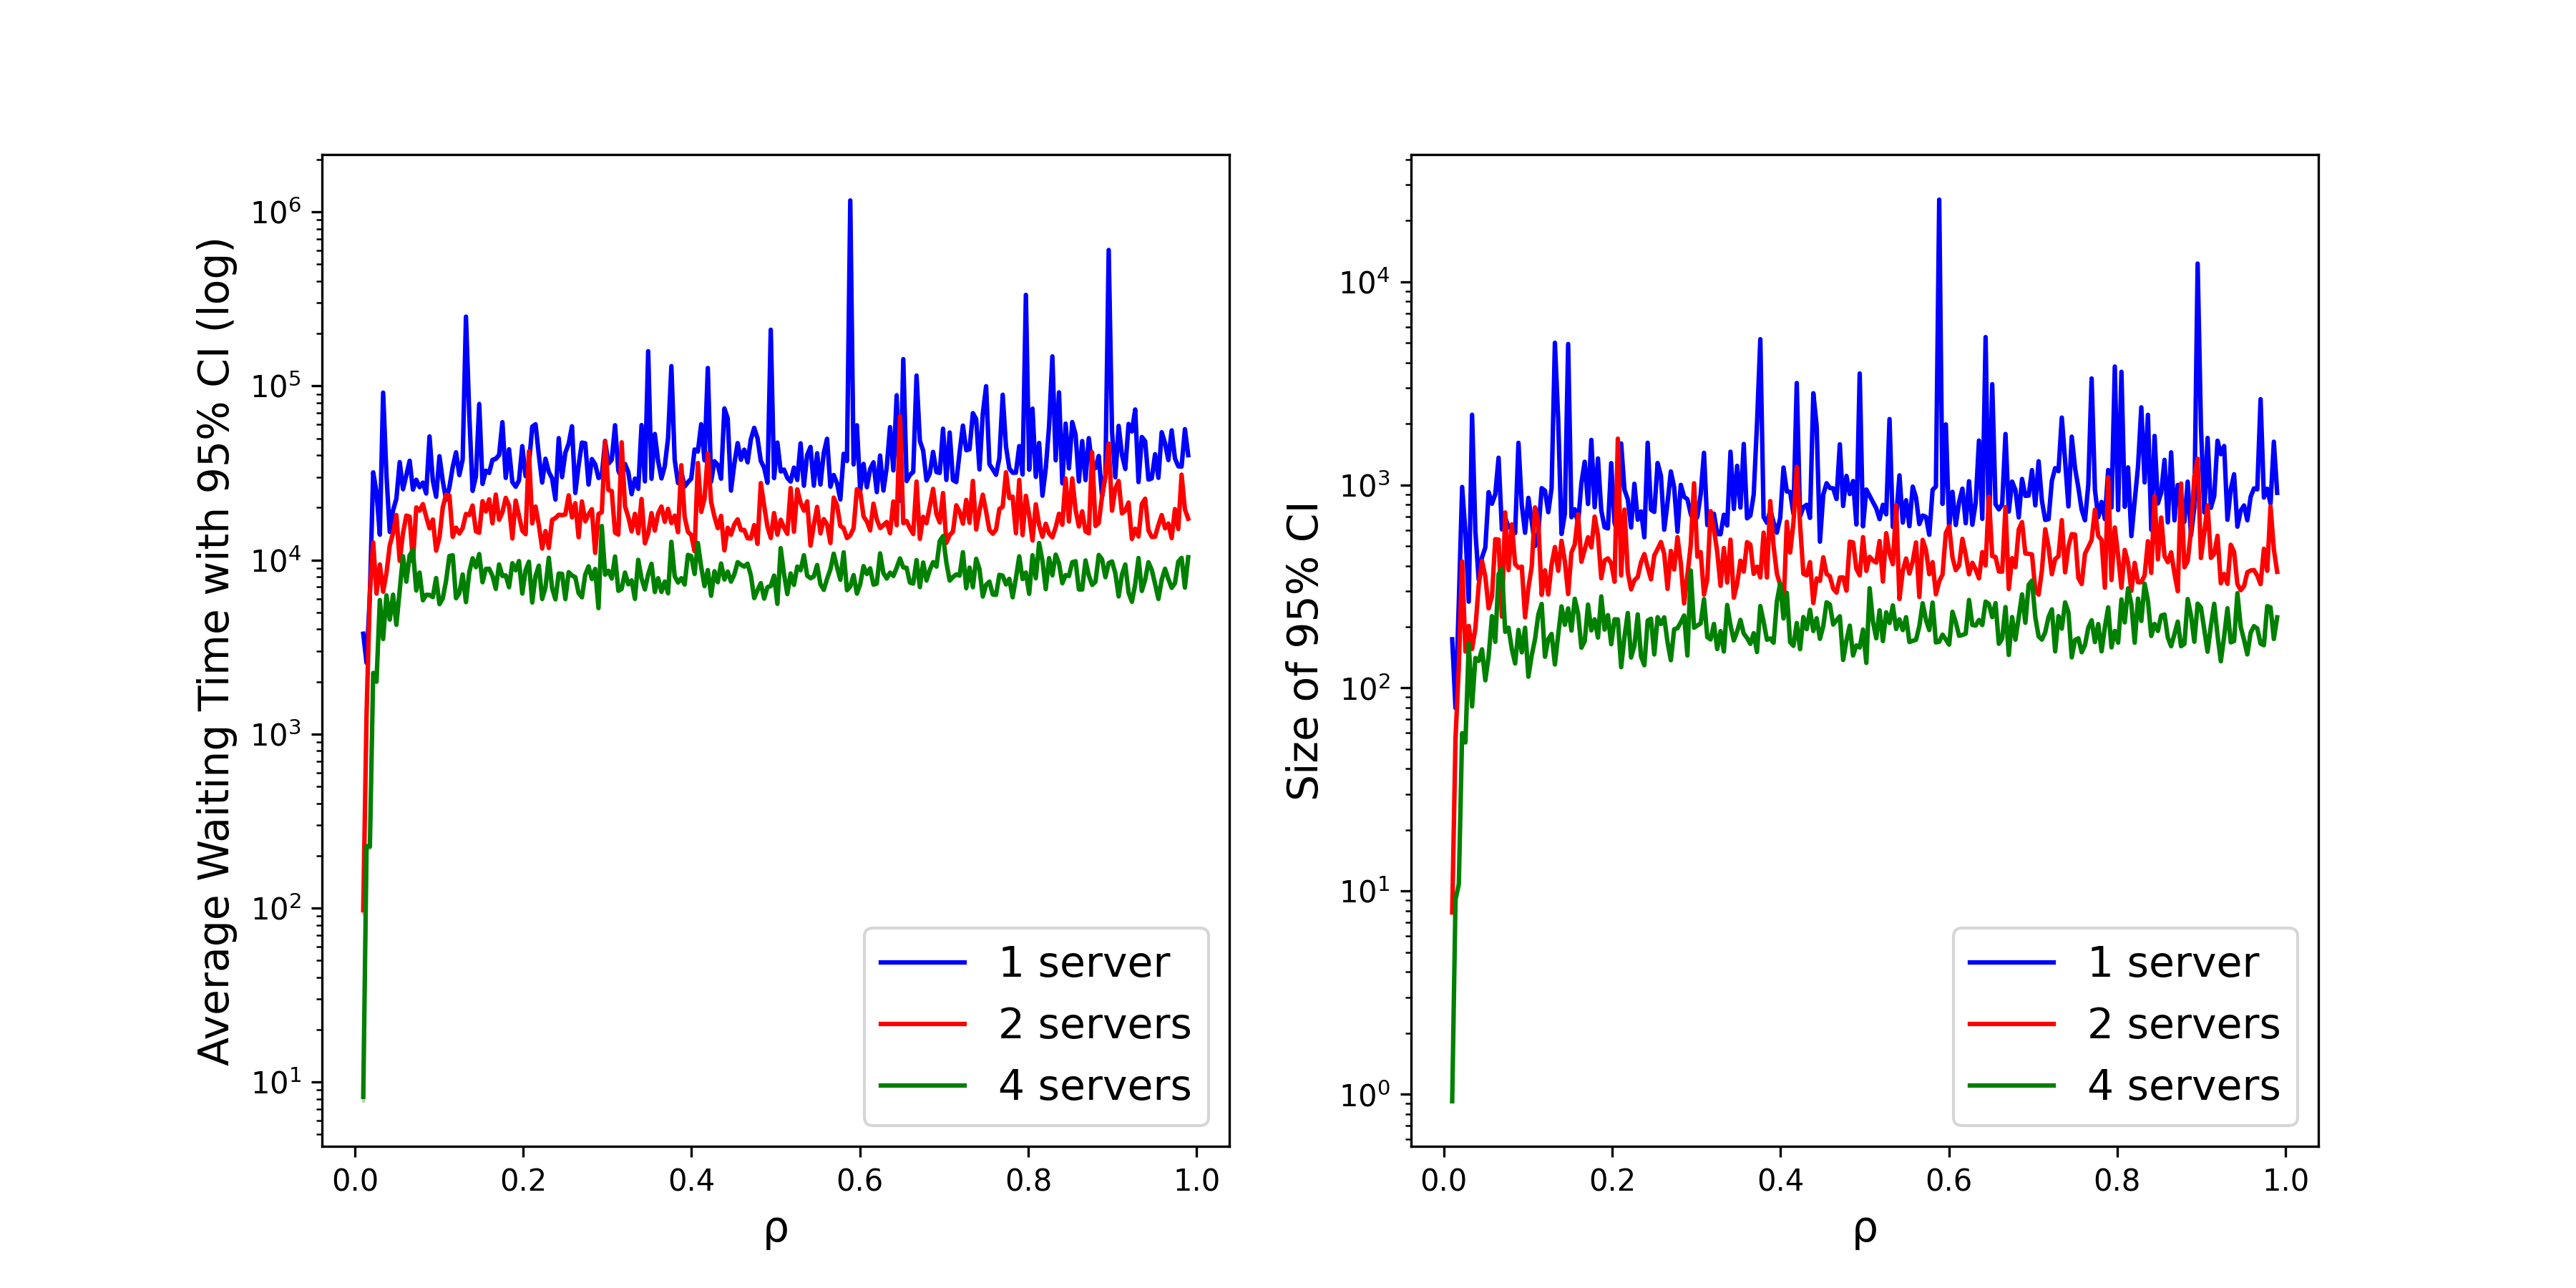 Average Waiting Time with 95% CI (log)
10⁶
10⁵
10⁴
10³
10²
10¹
0.0 0.2 0.4 0.6 0.8 1.0
ρ
1 server
2 servers
4 servers
Size of 95% CI
10⁴
10³
10²
10¹
10⁰
0.0 0.2 0.4 0.6 0.8 1.0
ρ
1 server
2 servers
4 servers